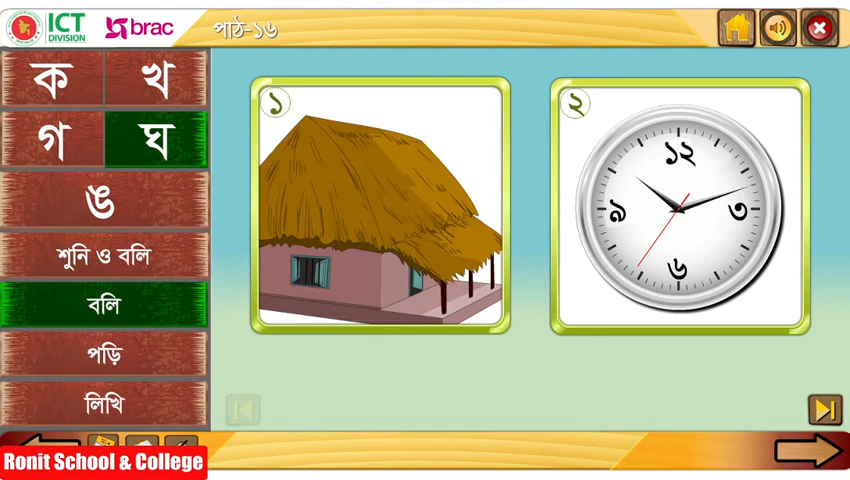 ICT
DIVISION
brac
পাঠ-১৬
ক
খ
গ
ঘ
ঙ
শুনি ও বলি
বলি
পড়ি
লিখি
১
২
১২
৩
৬
৯
Ronit School & College